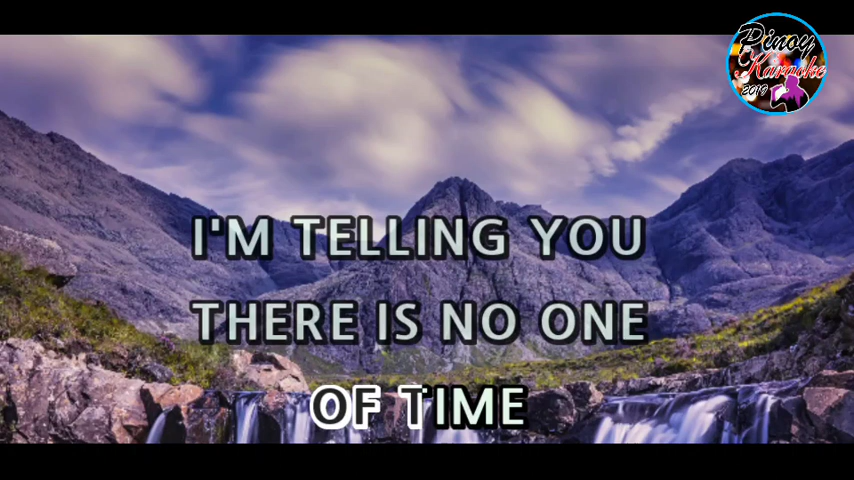 Pinoy
Karaoke
2019
I'M TELLING YOU
THERE IS NO ONE
OF TIME